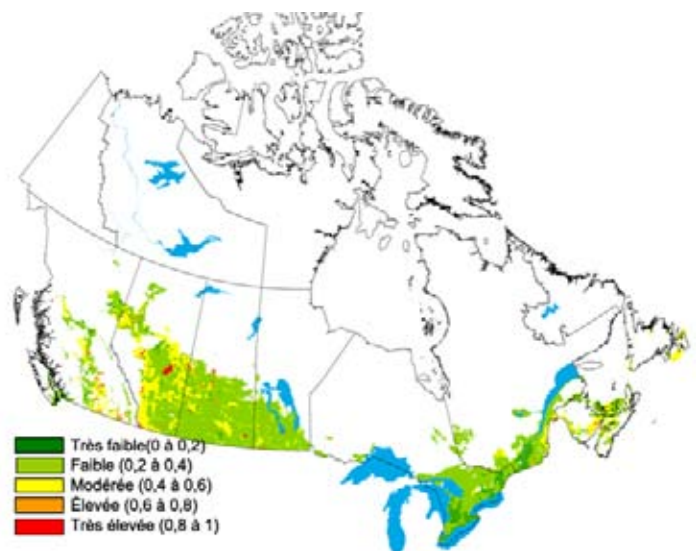 Très faible(0 à 0,2)
Faible (0,2 à 0,4)
Modérée (0,4 à 0,6)
Élevée (0,6 à 0,8)
Très élevée (0,8 à 1)